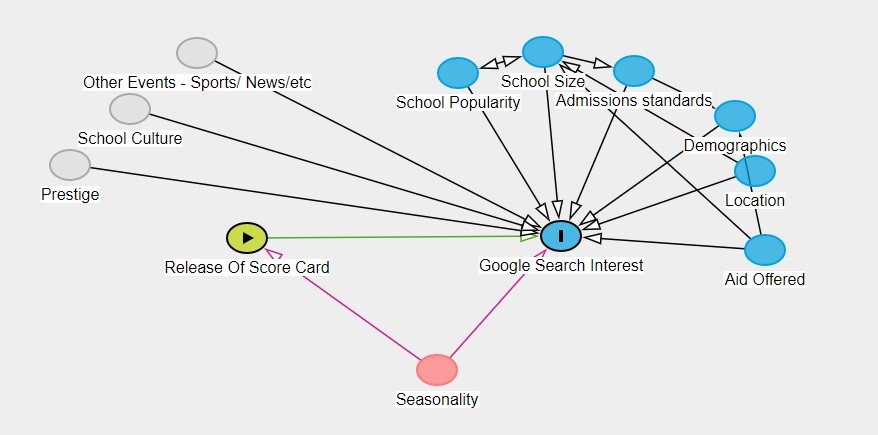 Other Events - Sports/ News/etc
School Culture
Prestige
School Popularity
School Size
Admissions standards
Demographics
Location
Aid Offered
Release Of Score Card
Google Search Interest
Seasonality